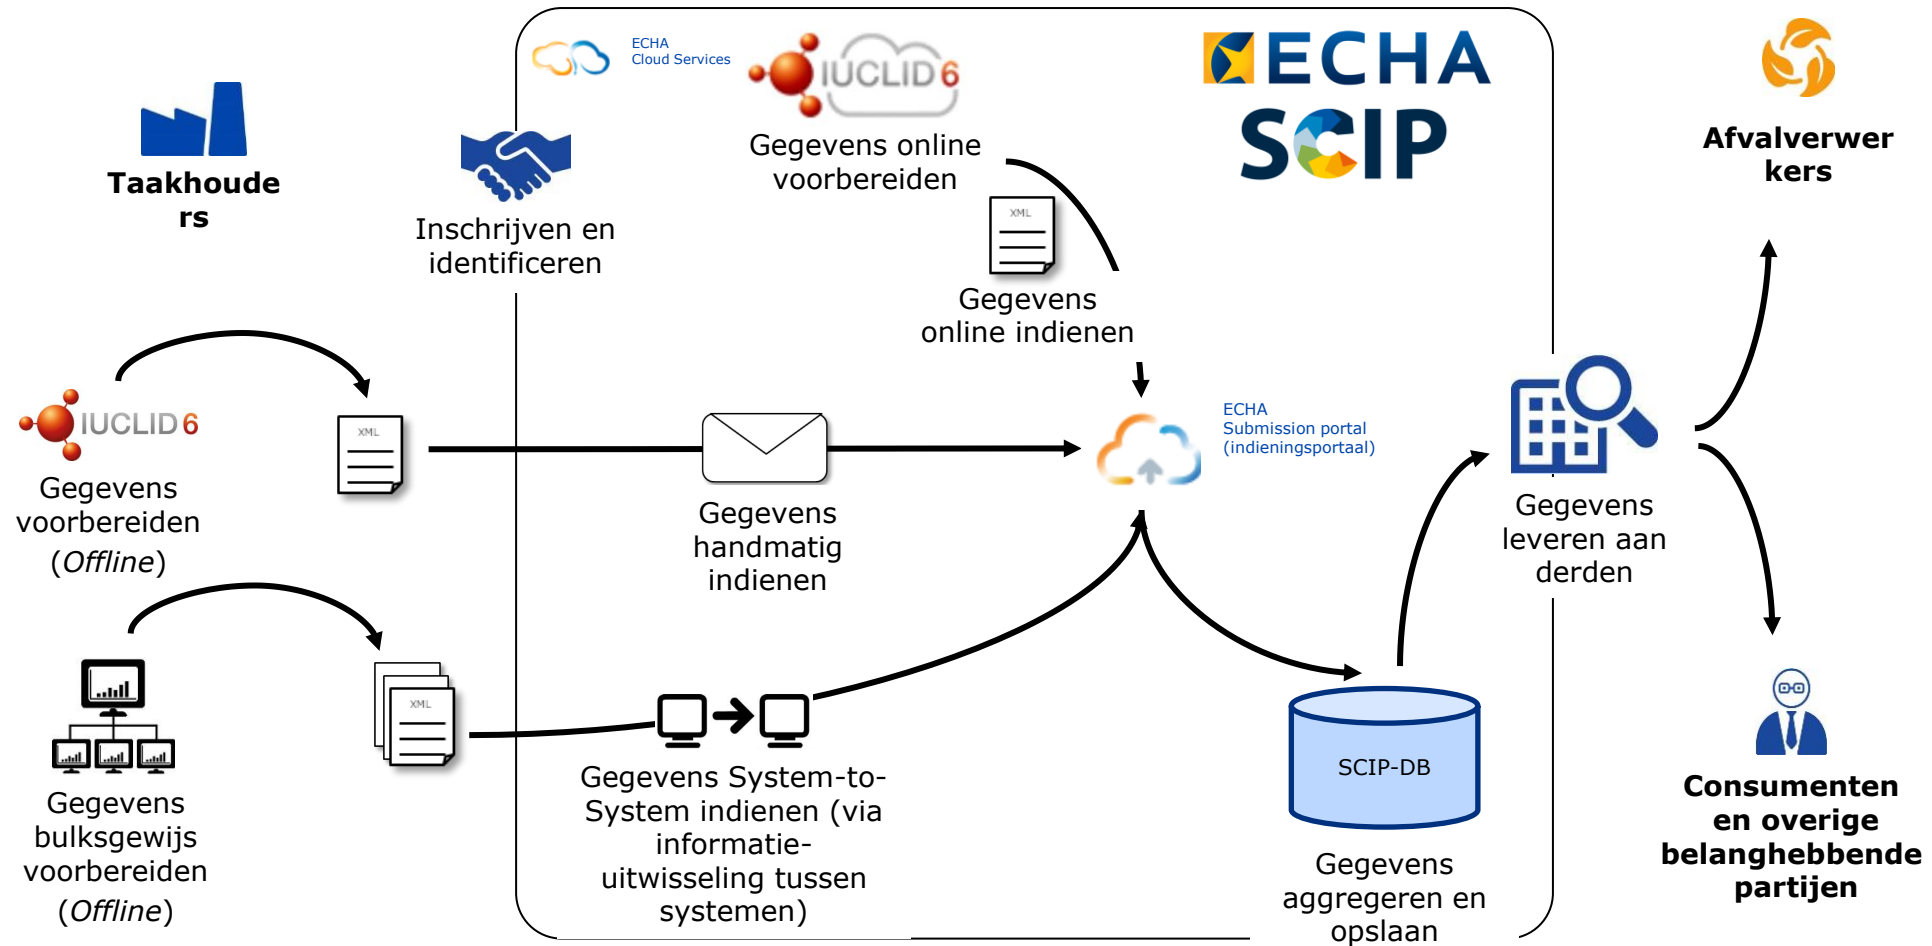 ECHA
Cloud Services
IUCLID 6
ECHA
SCIP
Taakhoude
rs
Inschrijven en
identificeren
Gegevens online
voorbereiden
XML
Gegevens
online indienen
Afvalverwer
kers
IUCLID 6
Gegevens
voorbereiden
(Offline)
XML
Gegevens
handmatig
indienen
ECHA
Submission portal
(indieningsportaal)
Gegevens
leveren aan
derden
Gegevens
bulksgewijs
voorbereiden
(Offline)
XML
Gegevens System-to-
System indienen (via
informatie-
uitwisseling tussen
systemen)
SCIP-DB
Gegevens
aggregeren en
opslaan
Consumenten
en overige
belanghebbende
partijen